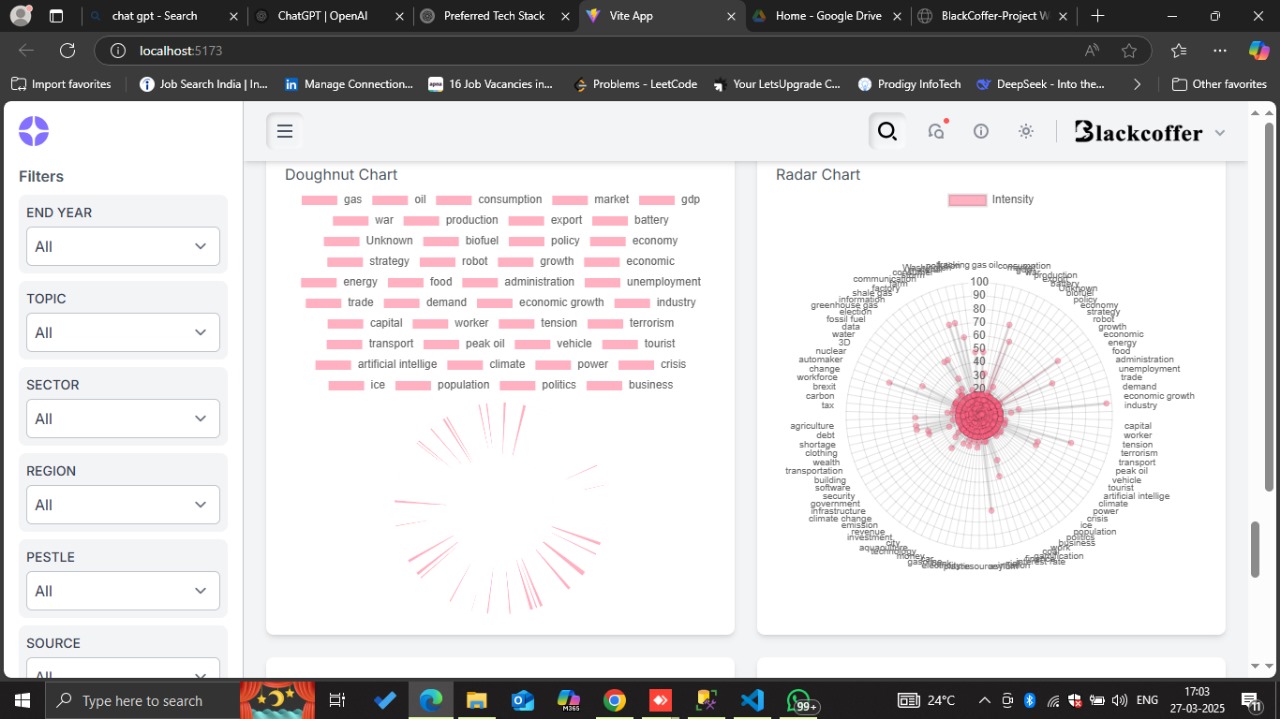 chat gpt - Search
ChatGPT | OpenAI
Preferred Tech Stack
Vite App
Home - Google Drive
BlackCoffer-Project W
localhost:5173
Import favorites
Job Search India | In...
Manage Connection...
16 Job Vacancies in...
Problems - LeetCode
Your LetsUpgrade C...
Prodigy InfoTech
DeepSeek - Into the...
Other favorites
Blackcoffer
Filters
END YEAR
All
TOPIC
All
SECTOR
All
REGION
All
PESTLE
All
SOURCE
All
Doughnut Chart
gas oil consumption market gdp
war production export battery
Unknown biofuel policy economy
strategy robot growth economic
energy food administration unemployment
trade demand economic growth industry
capital worker tension terrorism
transport peak oil vehicle tourist
artificial intellige climate power crisis
ice population politics business
Radar Chart
Intensity
100
90
80
70
60
50
40
30
20
fracking gas oil consumption
production
Unknown
policy
economy
strategy
robot
growth
economic
energy
food
administration
unemployment
trade
demand
economic growth
industry
capital
worker
tension
terrorism
transport
peak oil
vehicle
tourist
artificial intellige
climate
power
crisis
ice
population
politics
business
work
interest rate
money
technology
aquaculture
city
investment
revenue
emission
climate change
infrastructure
government
security
software
building
transportation
wealth
clothing
shortage
debt
agriculture
tax
carbon
brexit
workforce
change
automaker
nuclear
3D
water
data
fossil fuel
election
greenhouse gas
information
shale gas
factory
communication
Type here to search
M365
99+
24°C
ENG
17:03
27-03-2025
11